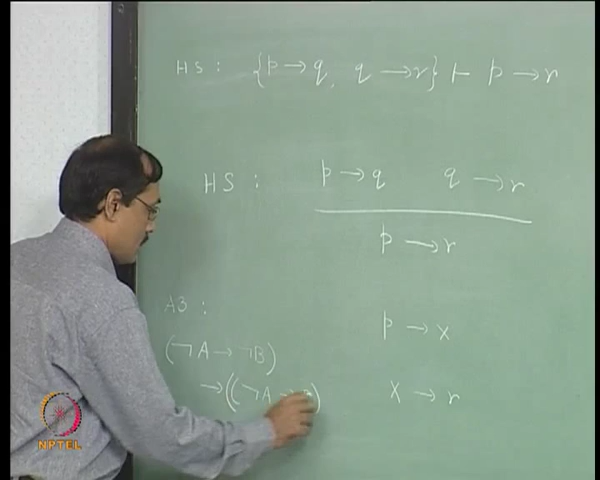 HS : {p → q, q → r} ⊢ p → r
HS : p → q q → r
p → r
A3 :
(¬A → ¬B)
→ ((¬A →
p → x
x → r
NPTEL